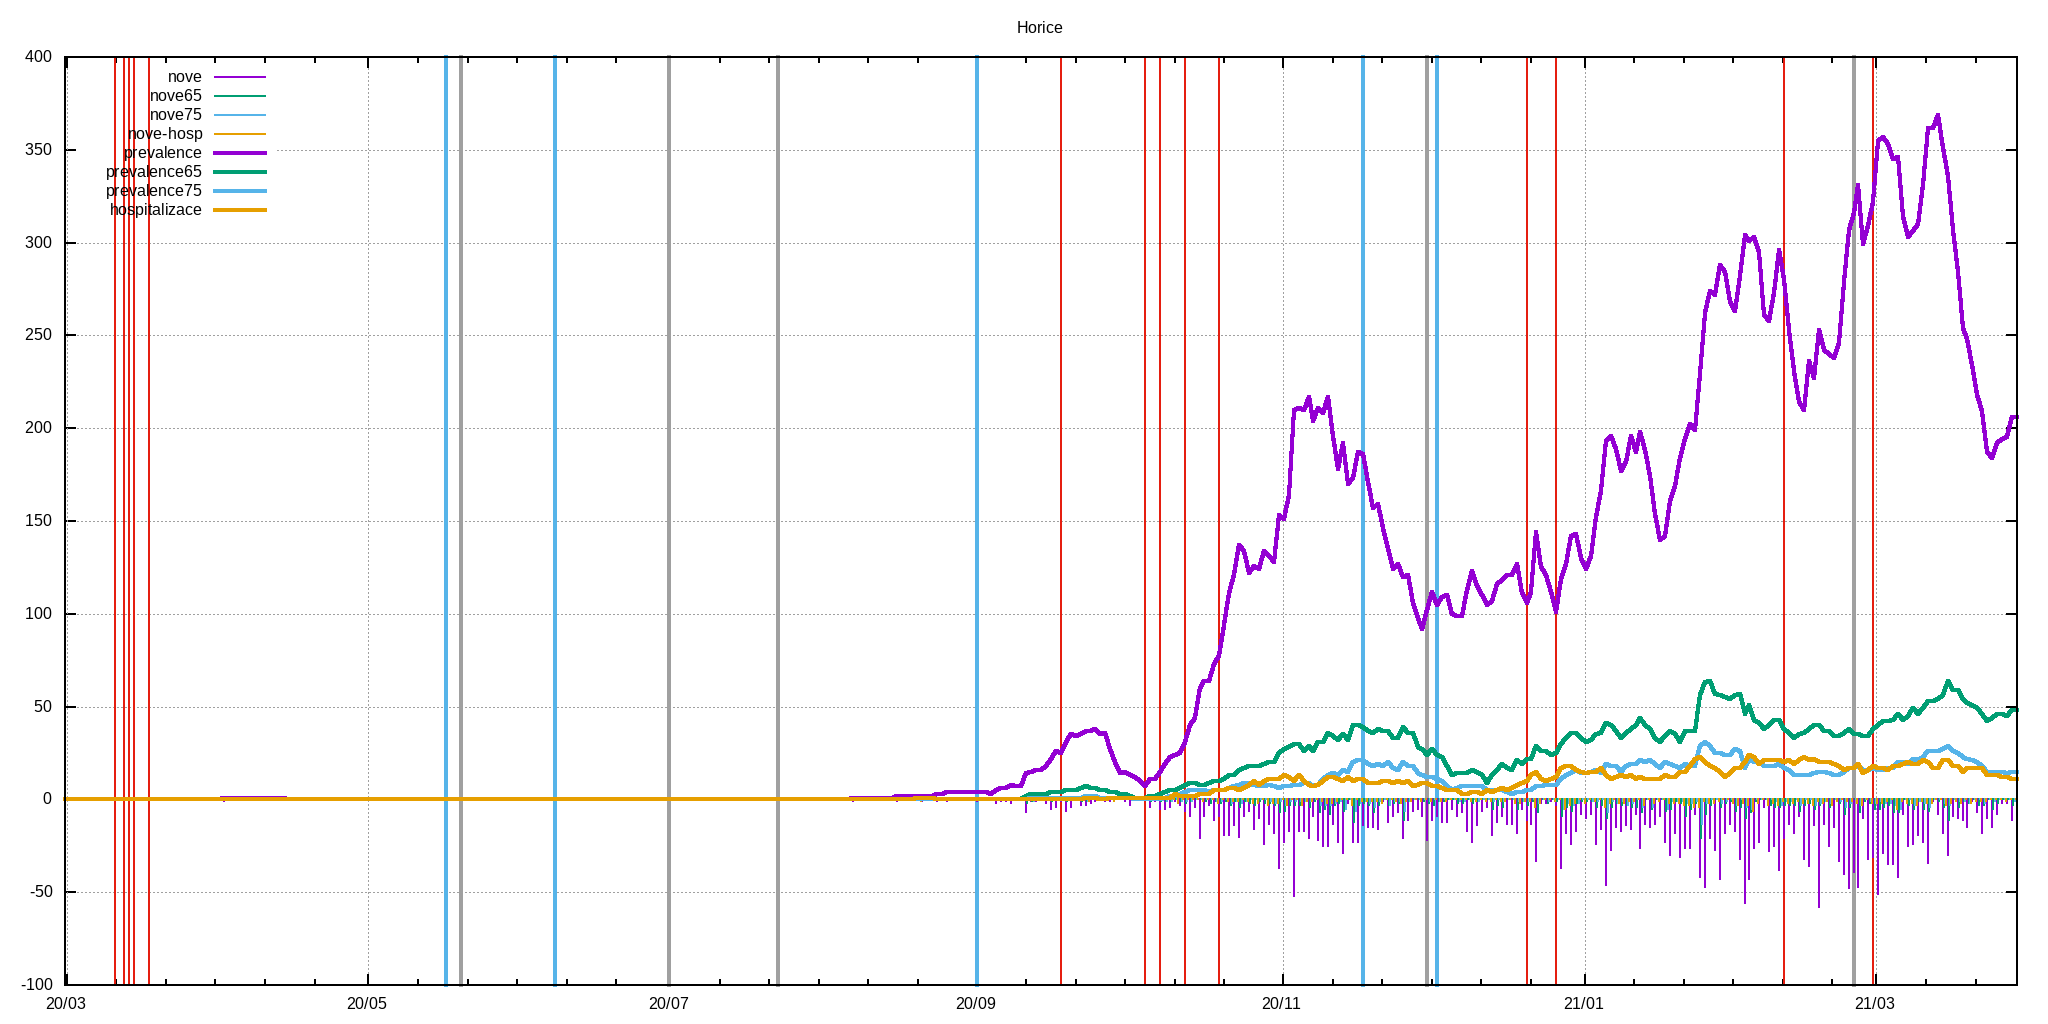 Horice
400
350
300
250
200
150
100
50
0
-50
-100
nove
nove65
nove75
nove-hosp
prevalence
prevalence65
prevalence75
hospitalizace
20/03 20/05 20/07 20/09 20/11 21/01 21/03